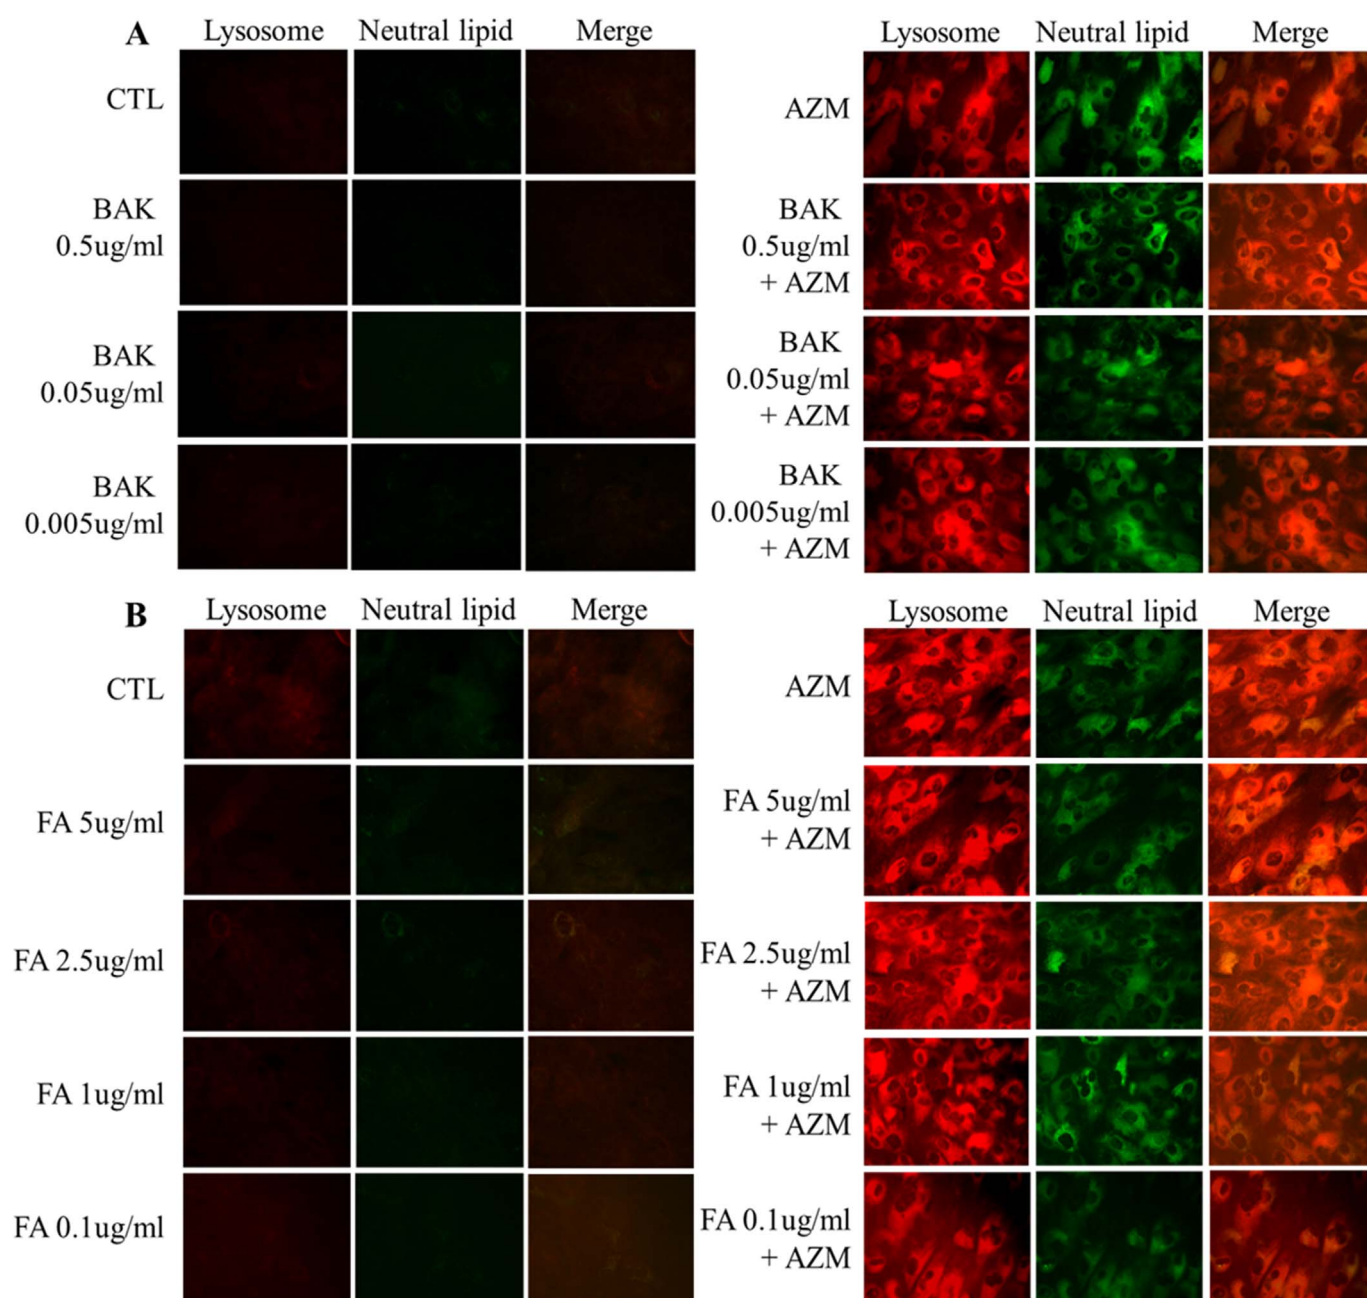 A
Lysosome Neutral lipid Merge
Lysosome Neutral lipid Merge
CTL
AZM
BAK
0.5ug/ml
BAK
0.5ug/ml
+ AZM
BAK
0.05ug/ml
BAK
0.05ug/ml
+ AZM
BAK
0.005ug/ml
BAK
0.005ug/ml
+ AZM
B
Lysosome Neutral lipid Merge
Lysosome Neutral lipid Merge
CTL
AZM
FA 5ug/ml
FA 5ug/ml
+ AZM
FA 2.5ug/ml
FA 2.5ug/ml
+ AZM
FA 1ug/ml
FA 1ug/ml
+ AZM
FA 0.1ug/ml
FA 0.1ug/ml
+ AZM